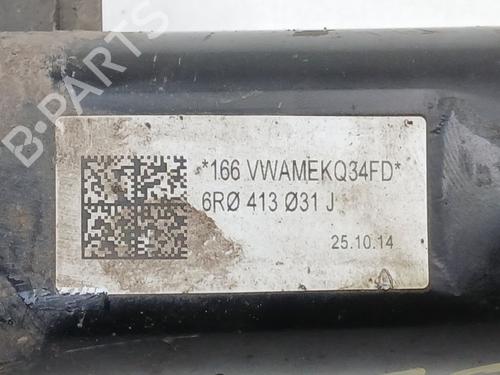 B-PARTS
*166 VWAMEKQ34FD*
6RØ 413 Ø31 J
25.10.14